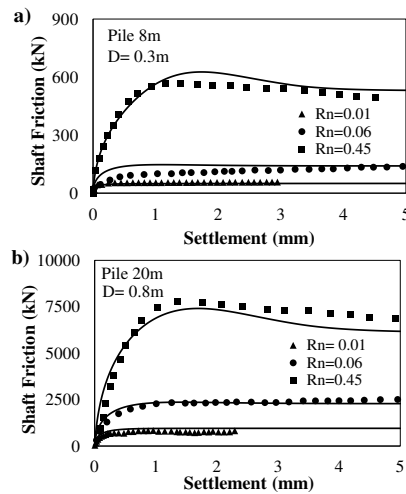 a)
Pile 8m
D= 0.3m
Shaft Friction (kN)
900
600
300
0
Rn=0.01
Rn=0.06
Rn=0.45
0 1 2 3 4 5
Settlement (mm)
b)
Pile 20m
D= 0.8m
Shaft Friction (kN)
10000
7500
5000
2500
0
Rn= 0.01
Rn=0.06
Rn=0.45
0 1 2 3 4 5
Settlement (mm)